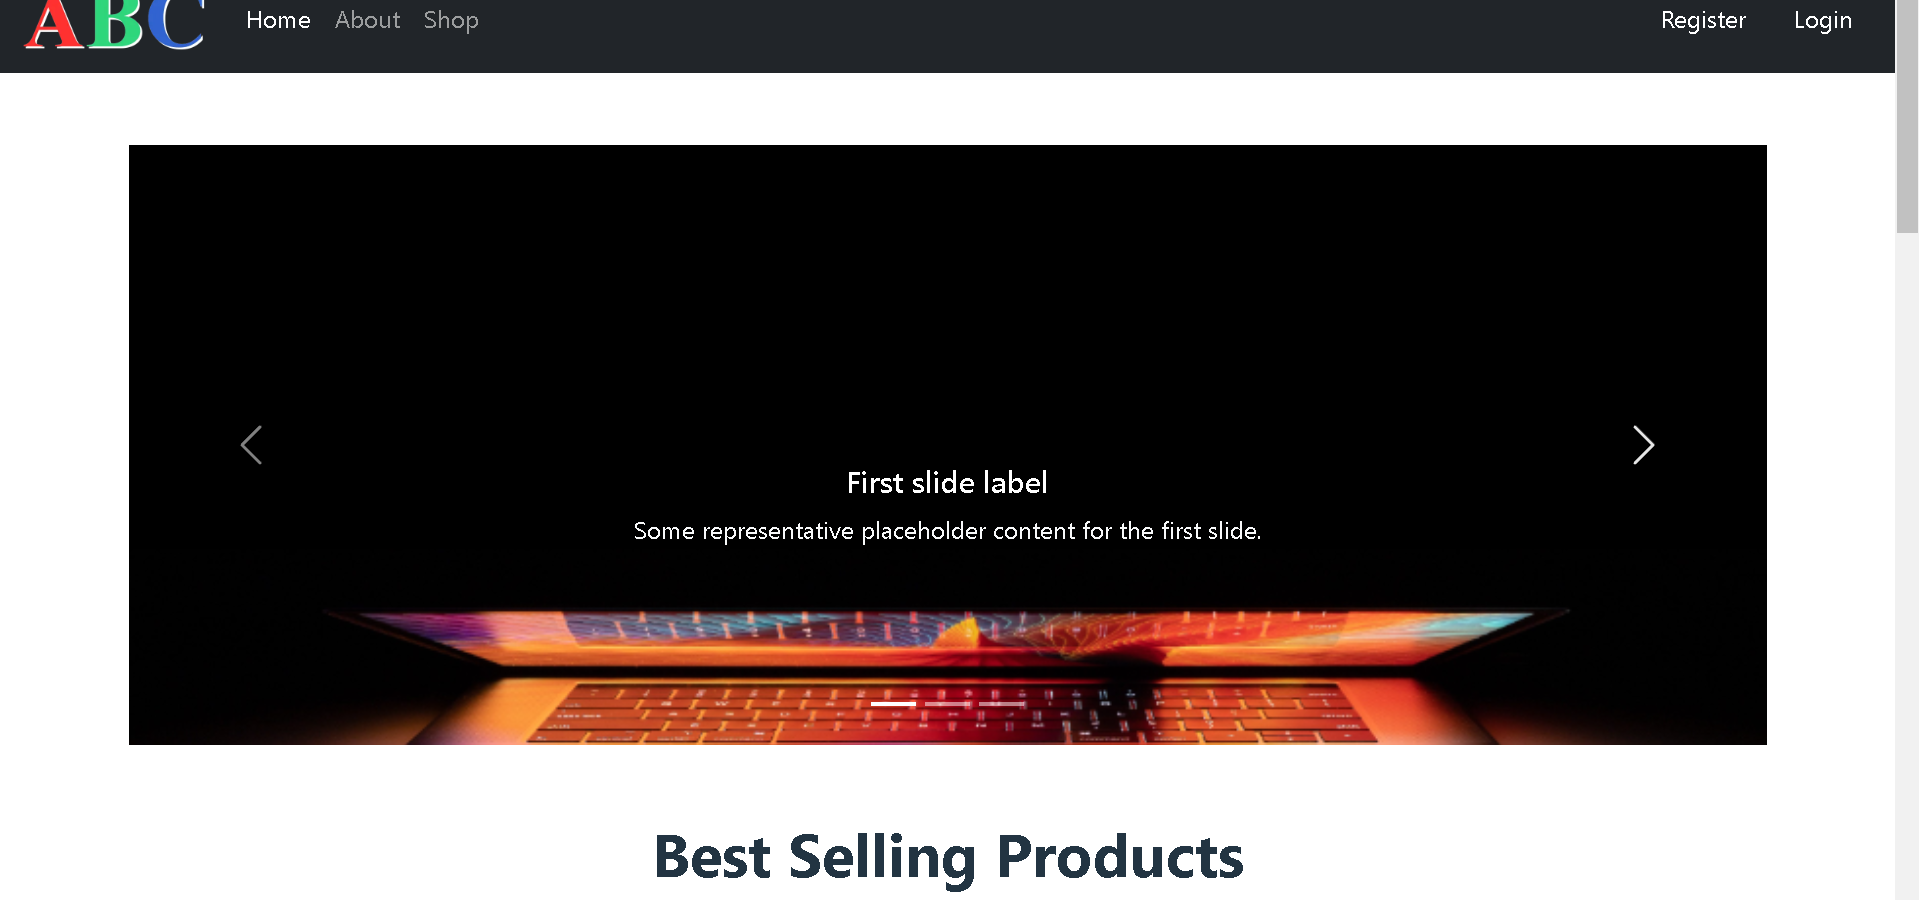 ABC Home About Shop Register Login
First slide label
Some representative placeholder content for the first slide.
Best Selling Products